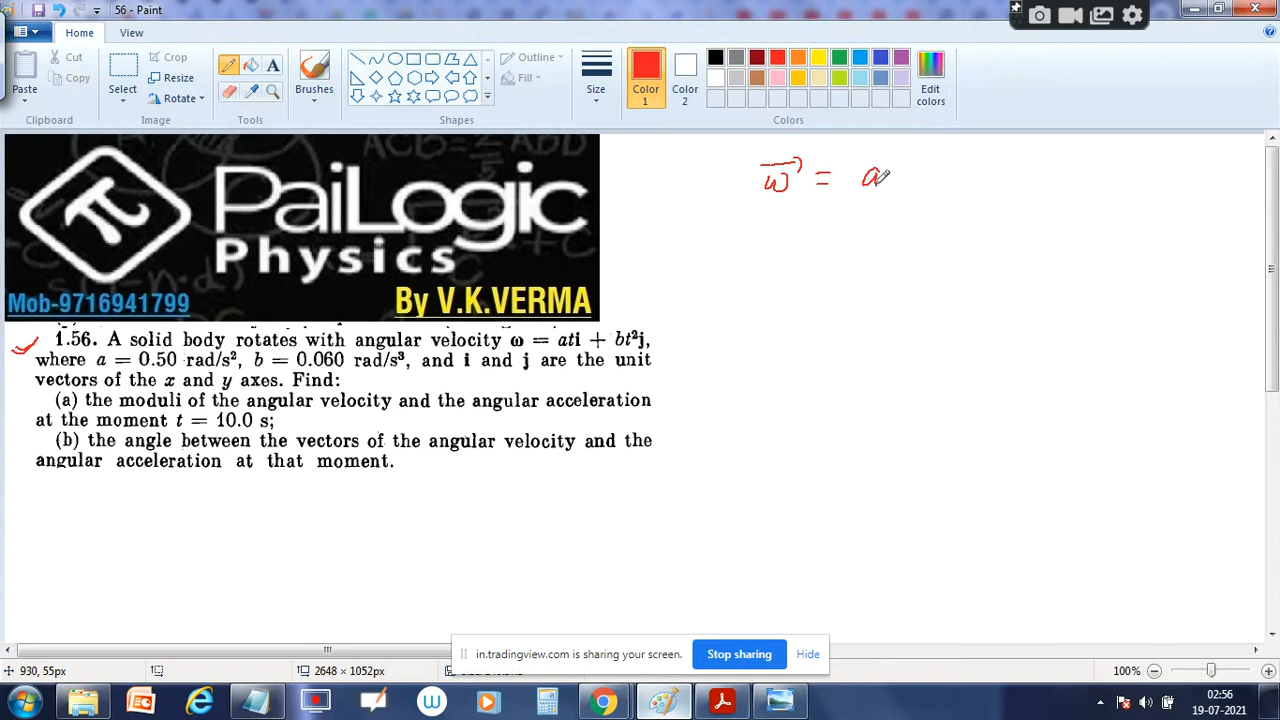 56 - Paint
Home
View
Paste
Cut
Copy
Clipboard
Select
Crop
Resize
Rotate
Image
A
Tools
Brushes
Shapes
Outline
Fill
Size
Color 1
Color 2
Edit colors
Colors
PaiLogic
Physics
Mob-9716941799
By V.K.VERMA
ω = a
1.56. A solid body rotates with angular velocity ω = ati + bt²j,
where a = 0.50 rad/s², b = 0.060 rad/s³, and i and j are the unit
vectors of the x and y axes. Find:
(a) the moduli of the angular velocity and the angular acceleration
at the moment t = 10.0 s;
(b) the angle between the vectors of the angular velocity and the
angular acceleration at that moment.
in.tradingview.com is sharing your screen.
Stop sharing
Hide
930, 55px
2648 × 1052px
100%
02:56
19-07-2021